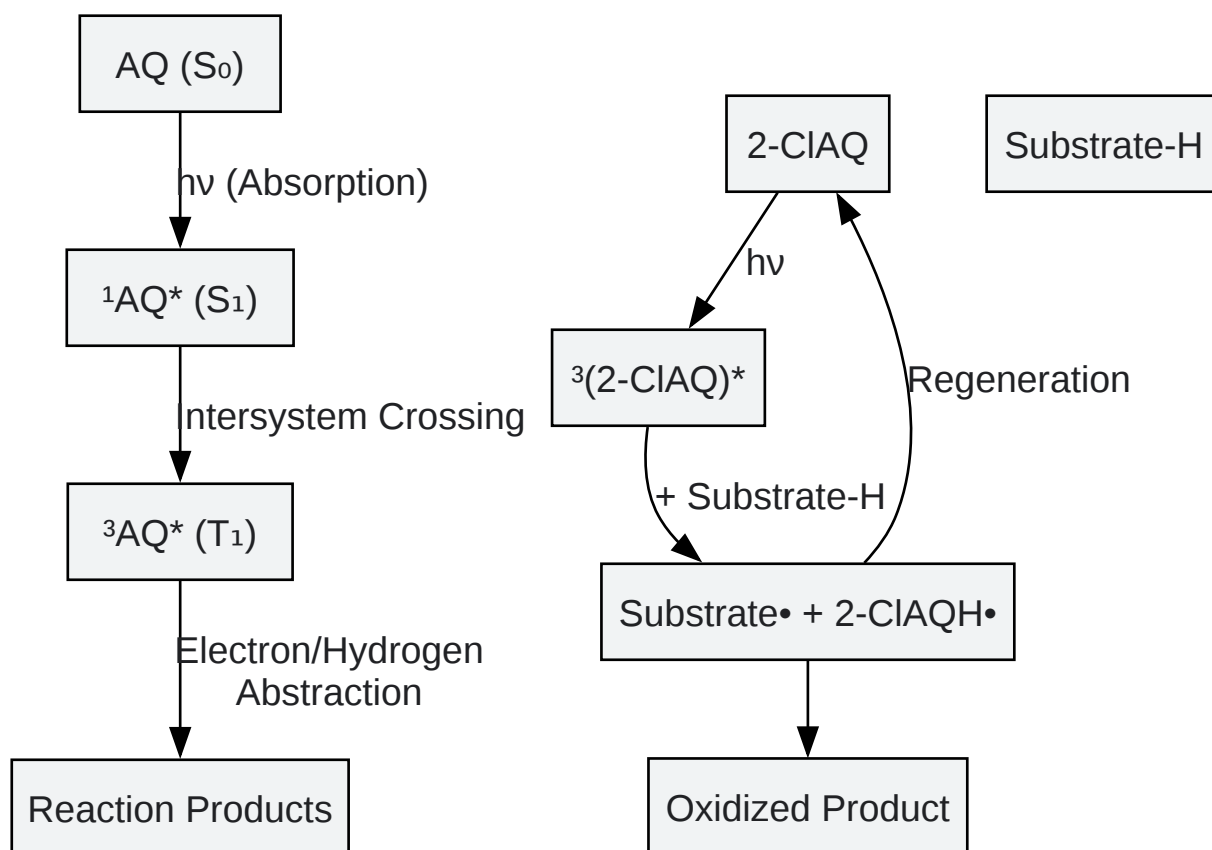 AQ (S₀)
hν (Absorption)
¹AQ* (S₁)
Intersystem Crossing
³AQ* (T₁)
Electron/Hydrogen
Abstraction
Reaction Products
2-ClAQ
Substrate-H
hν
³(2-ClAQ)*
Regeneration
+ Substrate-H
Substrate• + 2-ClAQH•
Oxidized Product